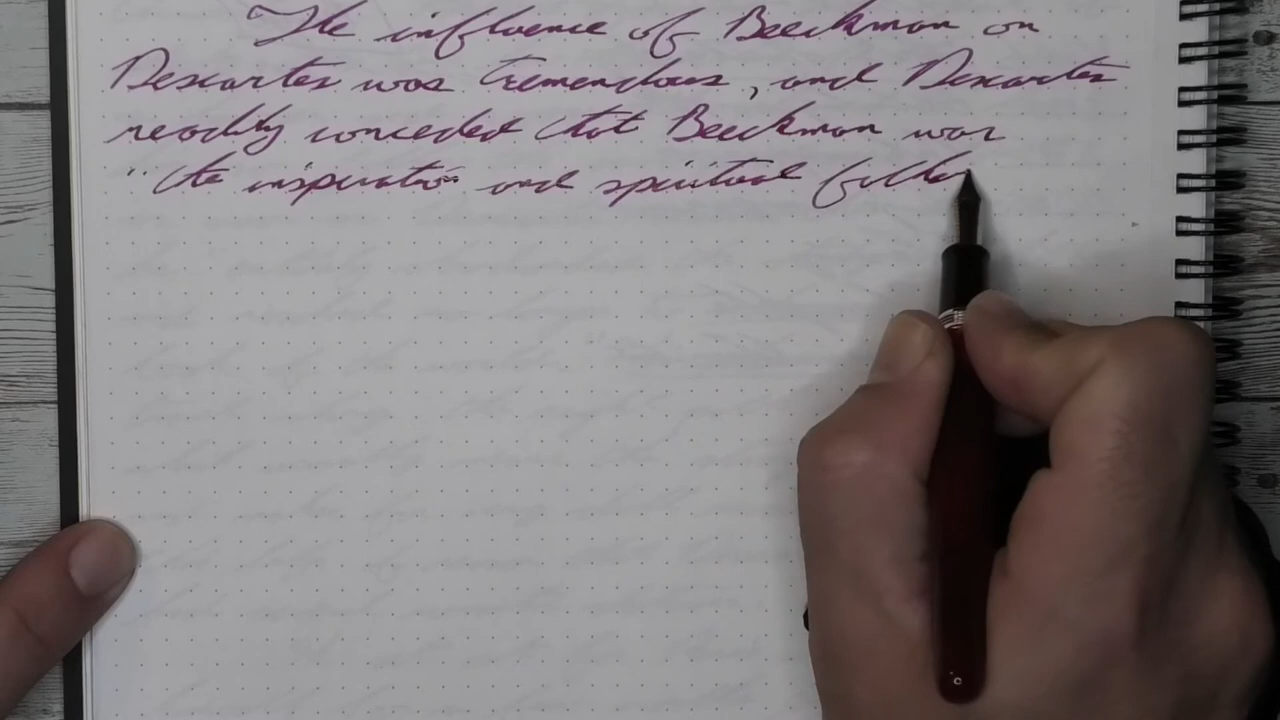 The influence of Beeckman on
Descartes was tremendous, and Descartes
readily conceded that Beeckman was
"the inspiration and spiritual father